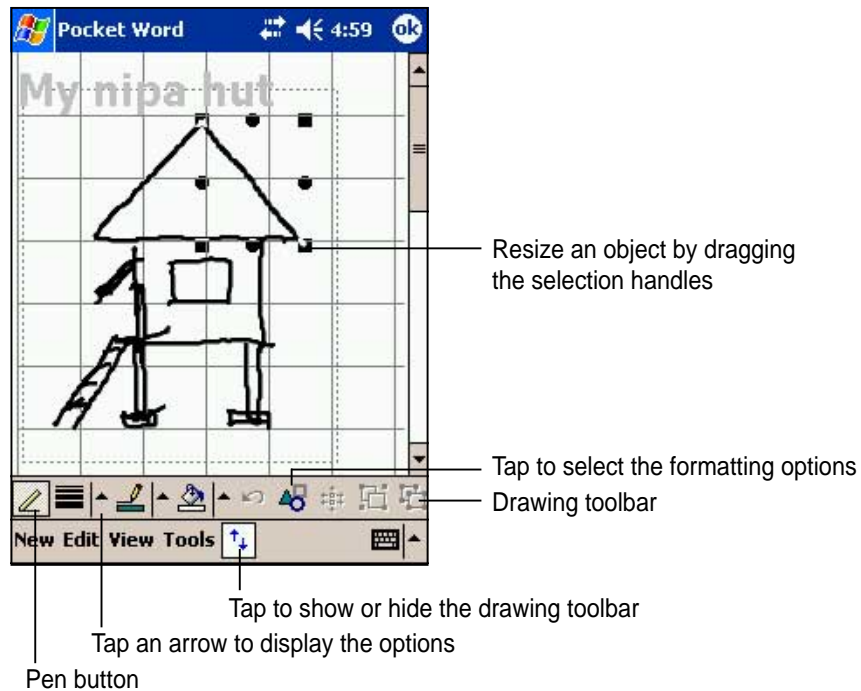 Pocket Word 4:59 ok
My nipa hut
Resize an object by dragging
the selection handles
Tap to select the formatting options
Drawing toolbar
New Edit View Tools
Tap to show or hide the drawing toolbar
Tap an arrow to display the options
Pen button